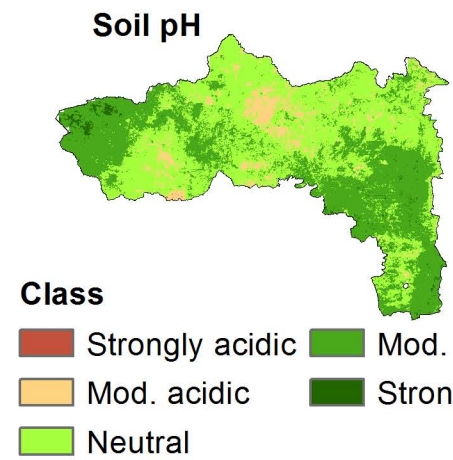 Soil pH
Class
Strongly acidic
Mod.
Mod. acidic
Stron
Neutral